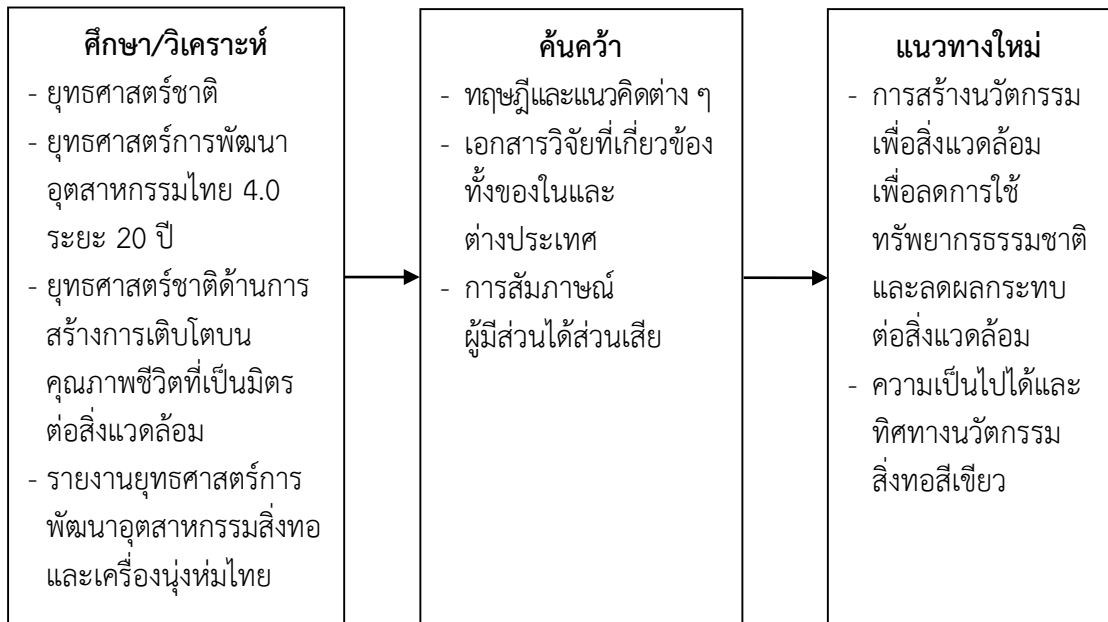 ศึกษา/วิเคราะห์
- ยุทธศาสตร์ชาติ
- ยุทธศาสตร์การพัฒนา
อุตสาหกรรมไทย 4.0
ระยะ 20 ปี
- ยุทธศาสตร์ชาติด้านการ
สร้างการเติบโตบน
คุณภาพชีวิตที่เป็นมิตร
ต่อสิ่งแวดล้อม
- รายงานยุทธศาสตร์การ
พัฒนาอุตสาหกรรมสิ่งทอ
และเครื่องนุ่งห่มไทย
ค้นคว้า
- ทฤษฎีและแนวคิดต่าง ๆ
- เอกสารวิจัยที่เกี่ยวข้อง
ทั้งของในและ
ต่างประเทศ
- การสัมภาษณ์
ผู้มีส่วนได้ส่วนเสีย
แนวทางใหม่
- การสร้างนวัตกรรม
เพื่อสิ่งแวดล้อม
เพื่อลดการใช้
ทรัพยากรธรรมชาติ
และลดผลกระทบ
ต่อสิ่งแวดล้อม
- ความเป็นไปได้และ
ทิศทางนวัตกรรม
สิ่งทอสีเขียว